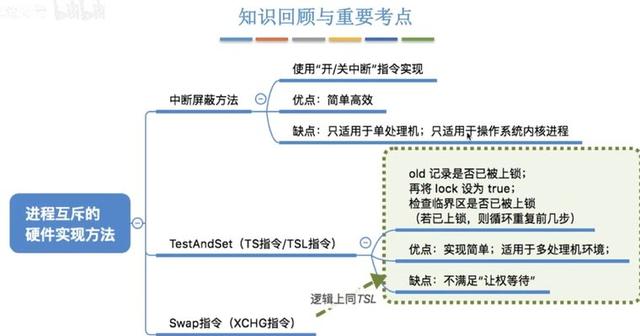 bilibili
知识回顾与重要考点
使用“开/关中断”指令实现
中断屏蔽方法
优点：简单高效
缺点：只适用于单处理机；只适用于操作系统内核进程
old 记录是否已被上锁；
再将 lock 设为 true；
检查临界区是否已被上锁
（若已上锁，则循环重复前几步）
进程互斥的
硬件实现方法
TestAndSet（TS指令/TSL指令）
优点：实现简单；适用于多处理机环境；
缺点：不满足“让权等待”
逻辑上同TSL
Swap指令（XCHG指令）